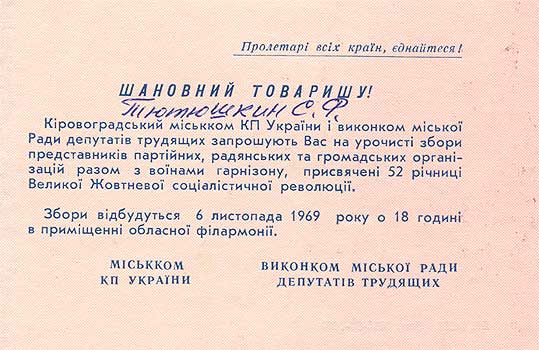 Пролетарі всіх країн, єднайтеся!
ШАНОВНИЙ ТОВАРИШУ!
Тютюшкин С. Ф.
Кіровоградський міськком КП України і виконком міської
Ради депутатів трудящих запрошують Вас на урочисті збори
представників партійних, радянських та громадських органі-
зацій разом з воїнами гарнізону, присвячені 52 річниці
Великої Жовтневої соціалістичної революції.
Збори відбудуться 6 листопада 1969 року о 18 годині
в приміщенні обласної філармонії.
МІСЬККОМ
КП УКРАЇНИ
ВИКОНКОМ МІСЬКОЇ РАДИ
ДЕПУТАТІВ ТРУДЯЩИХ